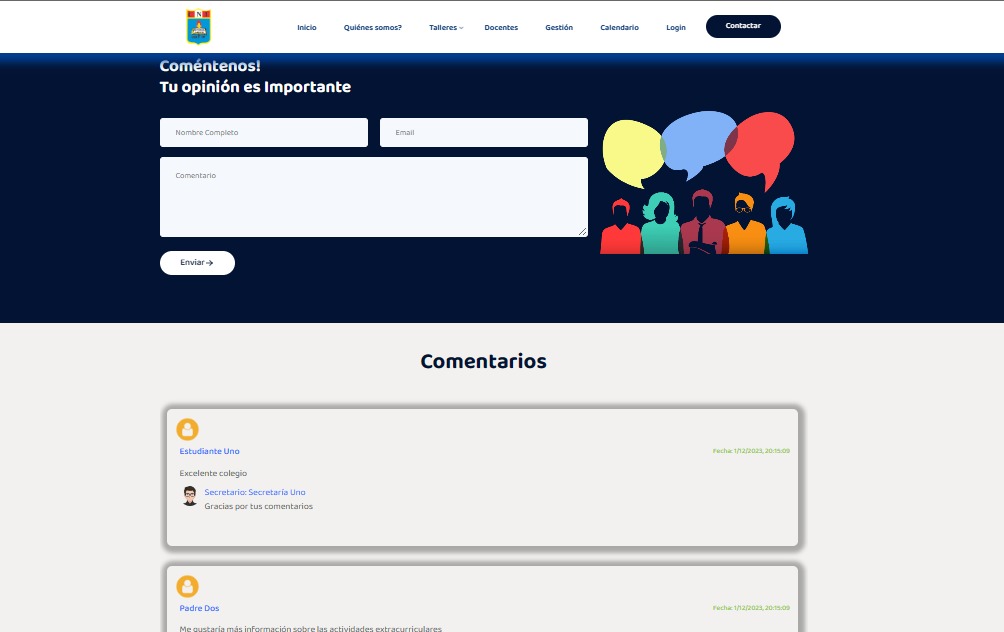 E N T
Inicio
Quiénes somos?
Talleres
Docentes
Gestión
Calendario
Login
Contactar
Coméntenos!
Tu opinión es Importante
Nombre Completo
Email
Comentario
Enviar→
Comentarios
Estudiante Uno
Fecha: 1/12/2023, 20:15:09
Excelente colegio
Secretario: Secretaría Uno
Gracias por tus comentarios
Padre Dos
Fecha: 1/12/2023, 20:15:09
Me gustaría más información sobre las actividades extracurriculares